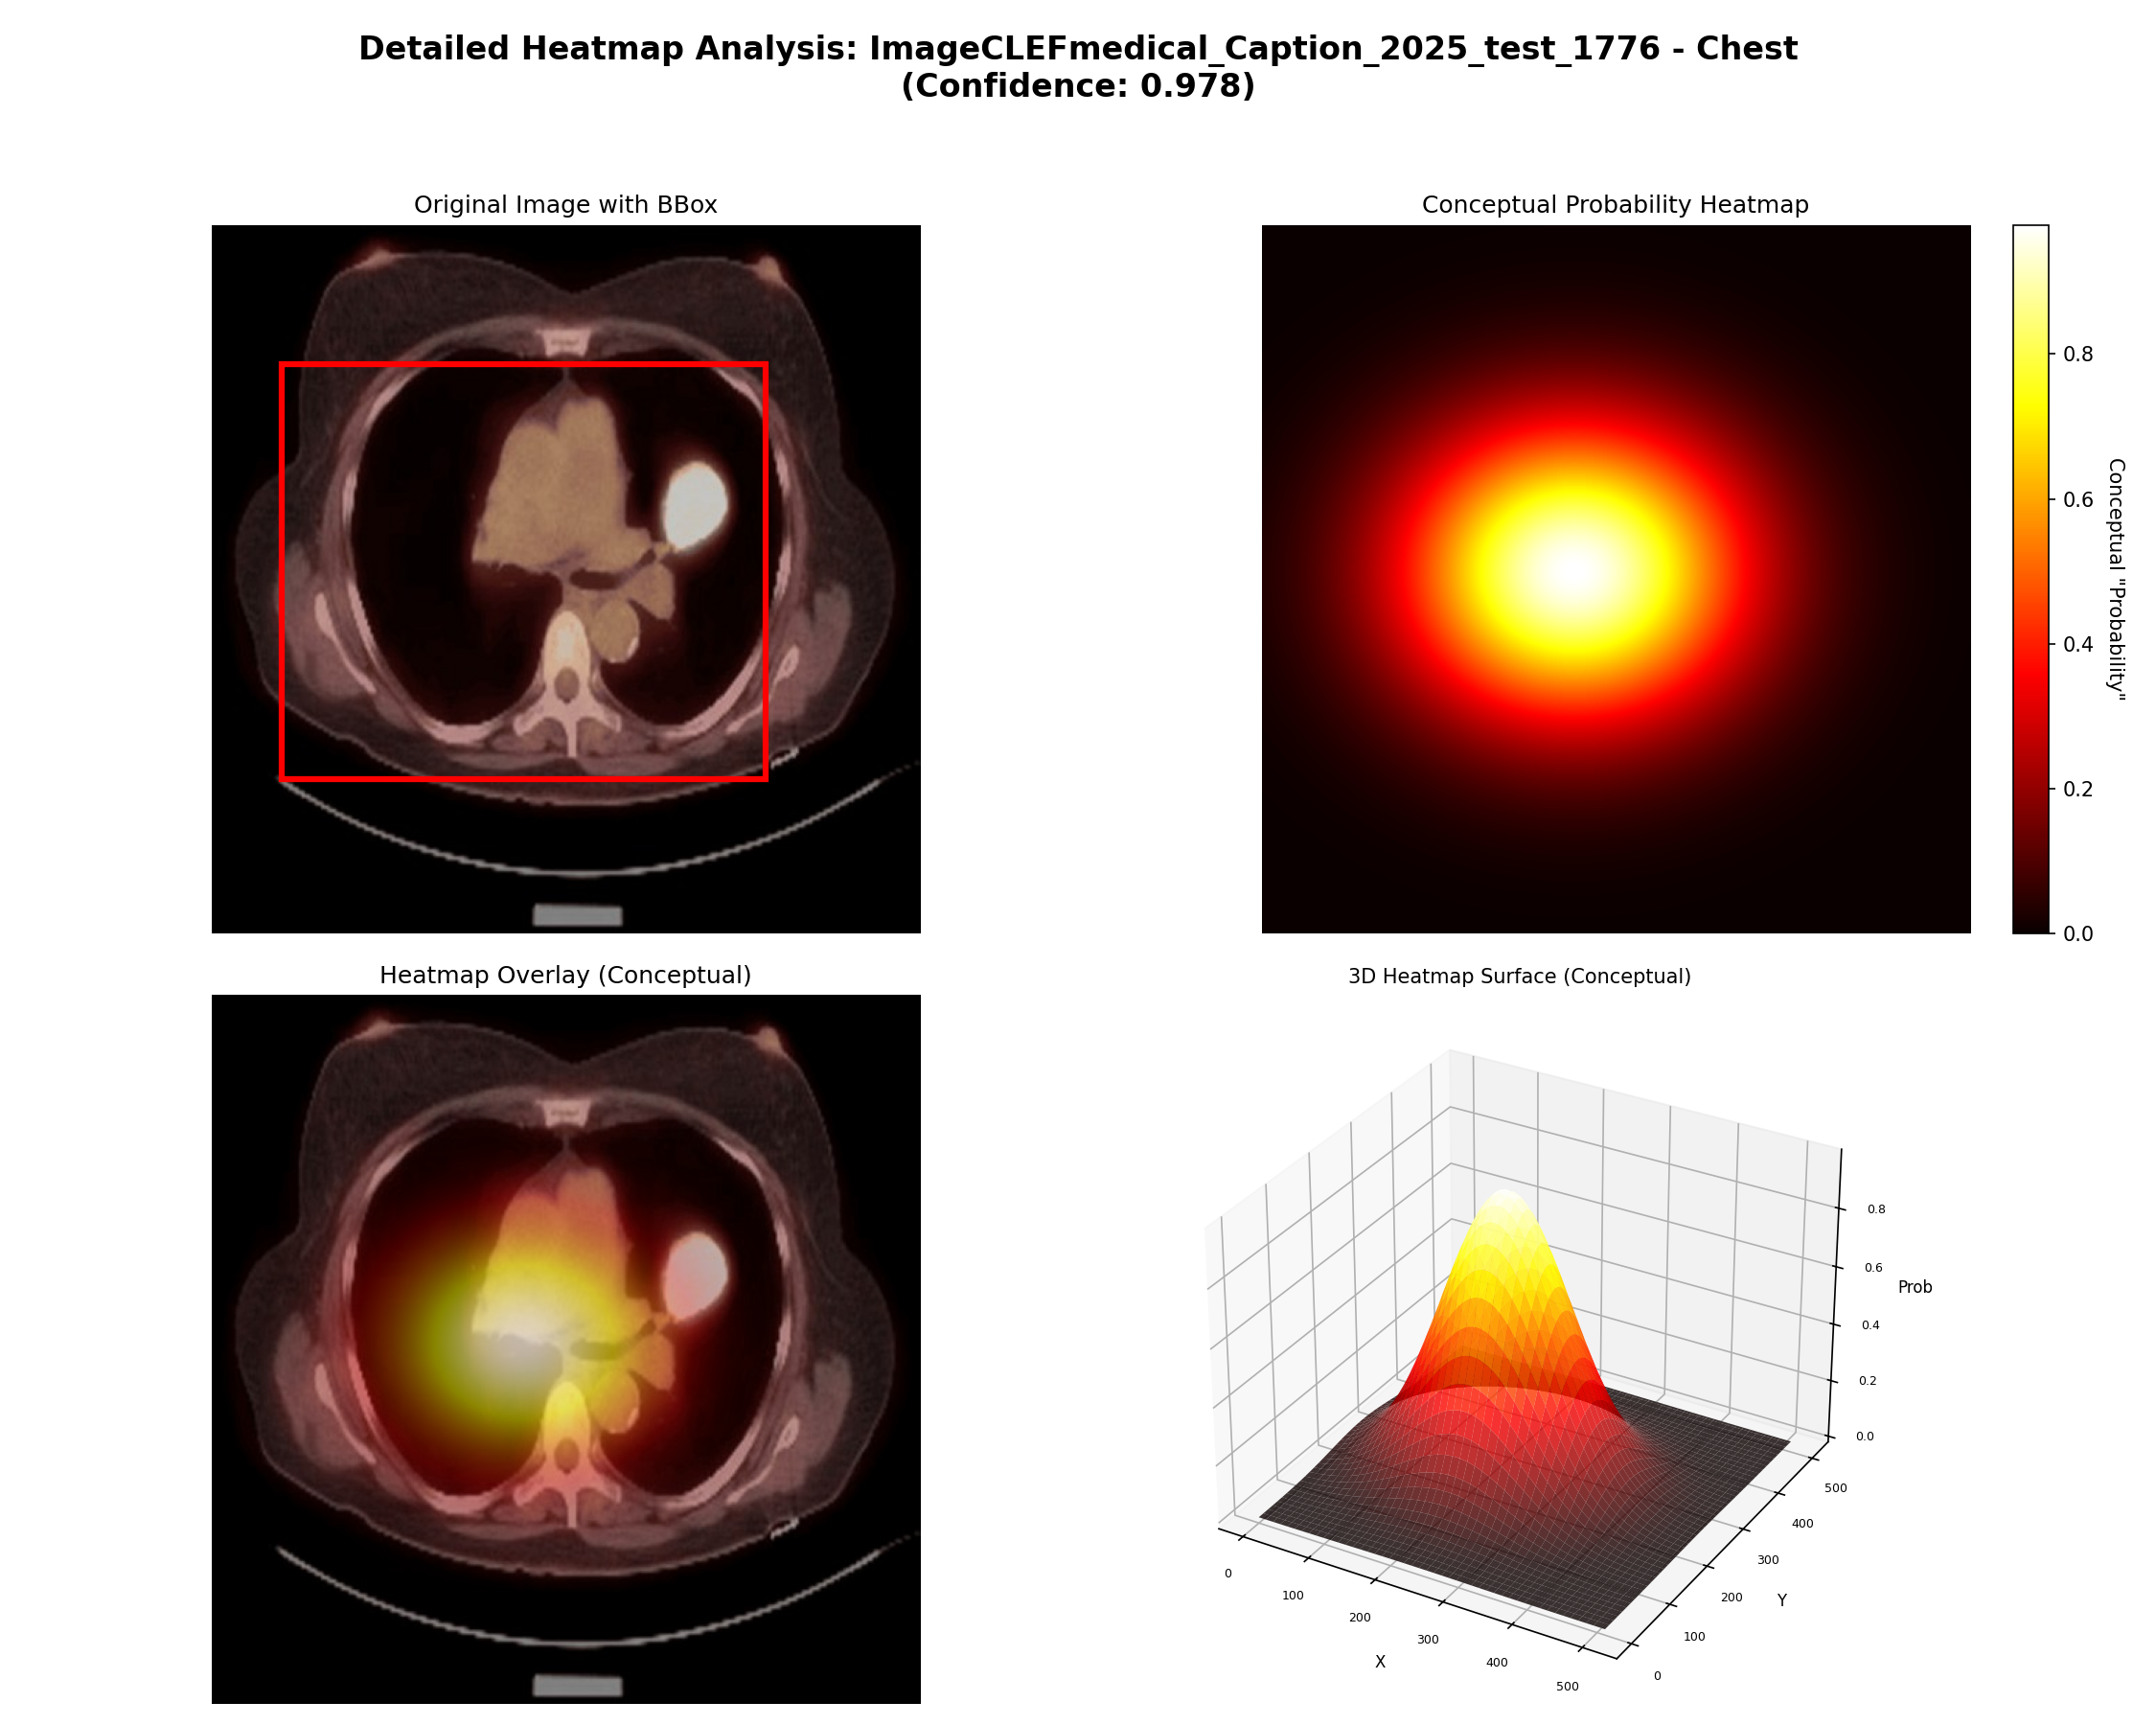 Detailed Heatmap Analysis: ImageCLEFmedical_Caption_2025_test_1776 - Chest
(Confidence: 0.978)
Original Image with BBox
Conceptual Probability Heatmap
0.8
0.6
0.4
0.2
0.0
Conceptual "Probability"
Heatmap Overlay (Conceptual)
3D Heatmap Surface (Conceptual)
0.8
0.6
0.4
0.2
0.0
Prob
0
100
200
300
400
500
X
0
100
200
300
400
500
Y